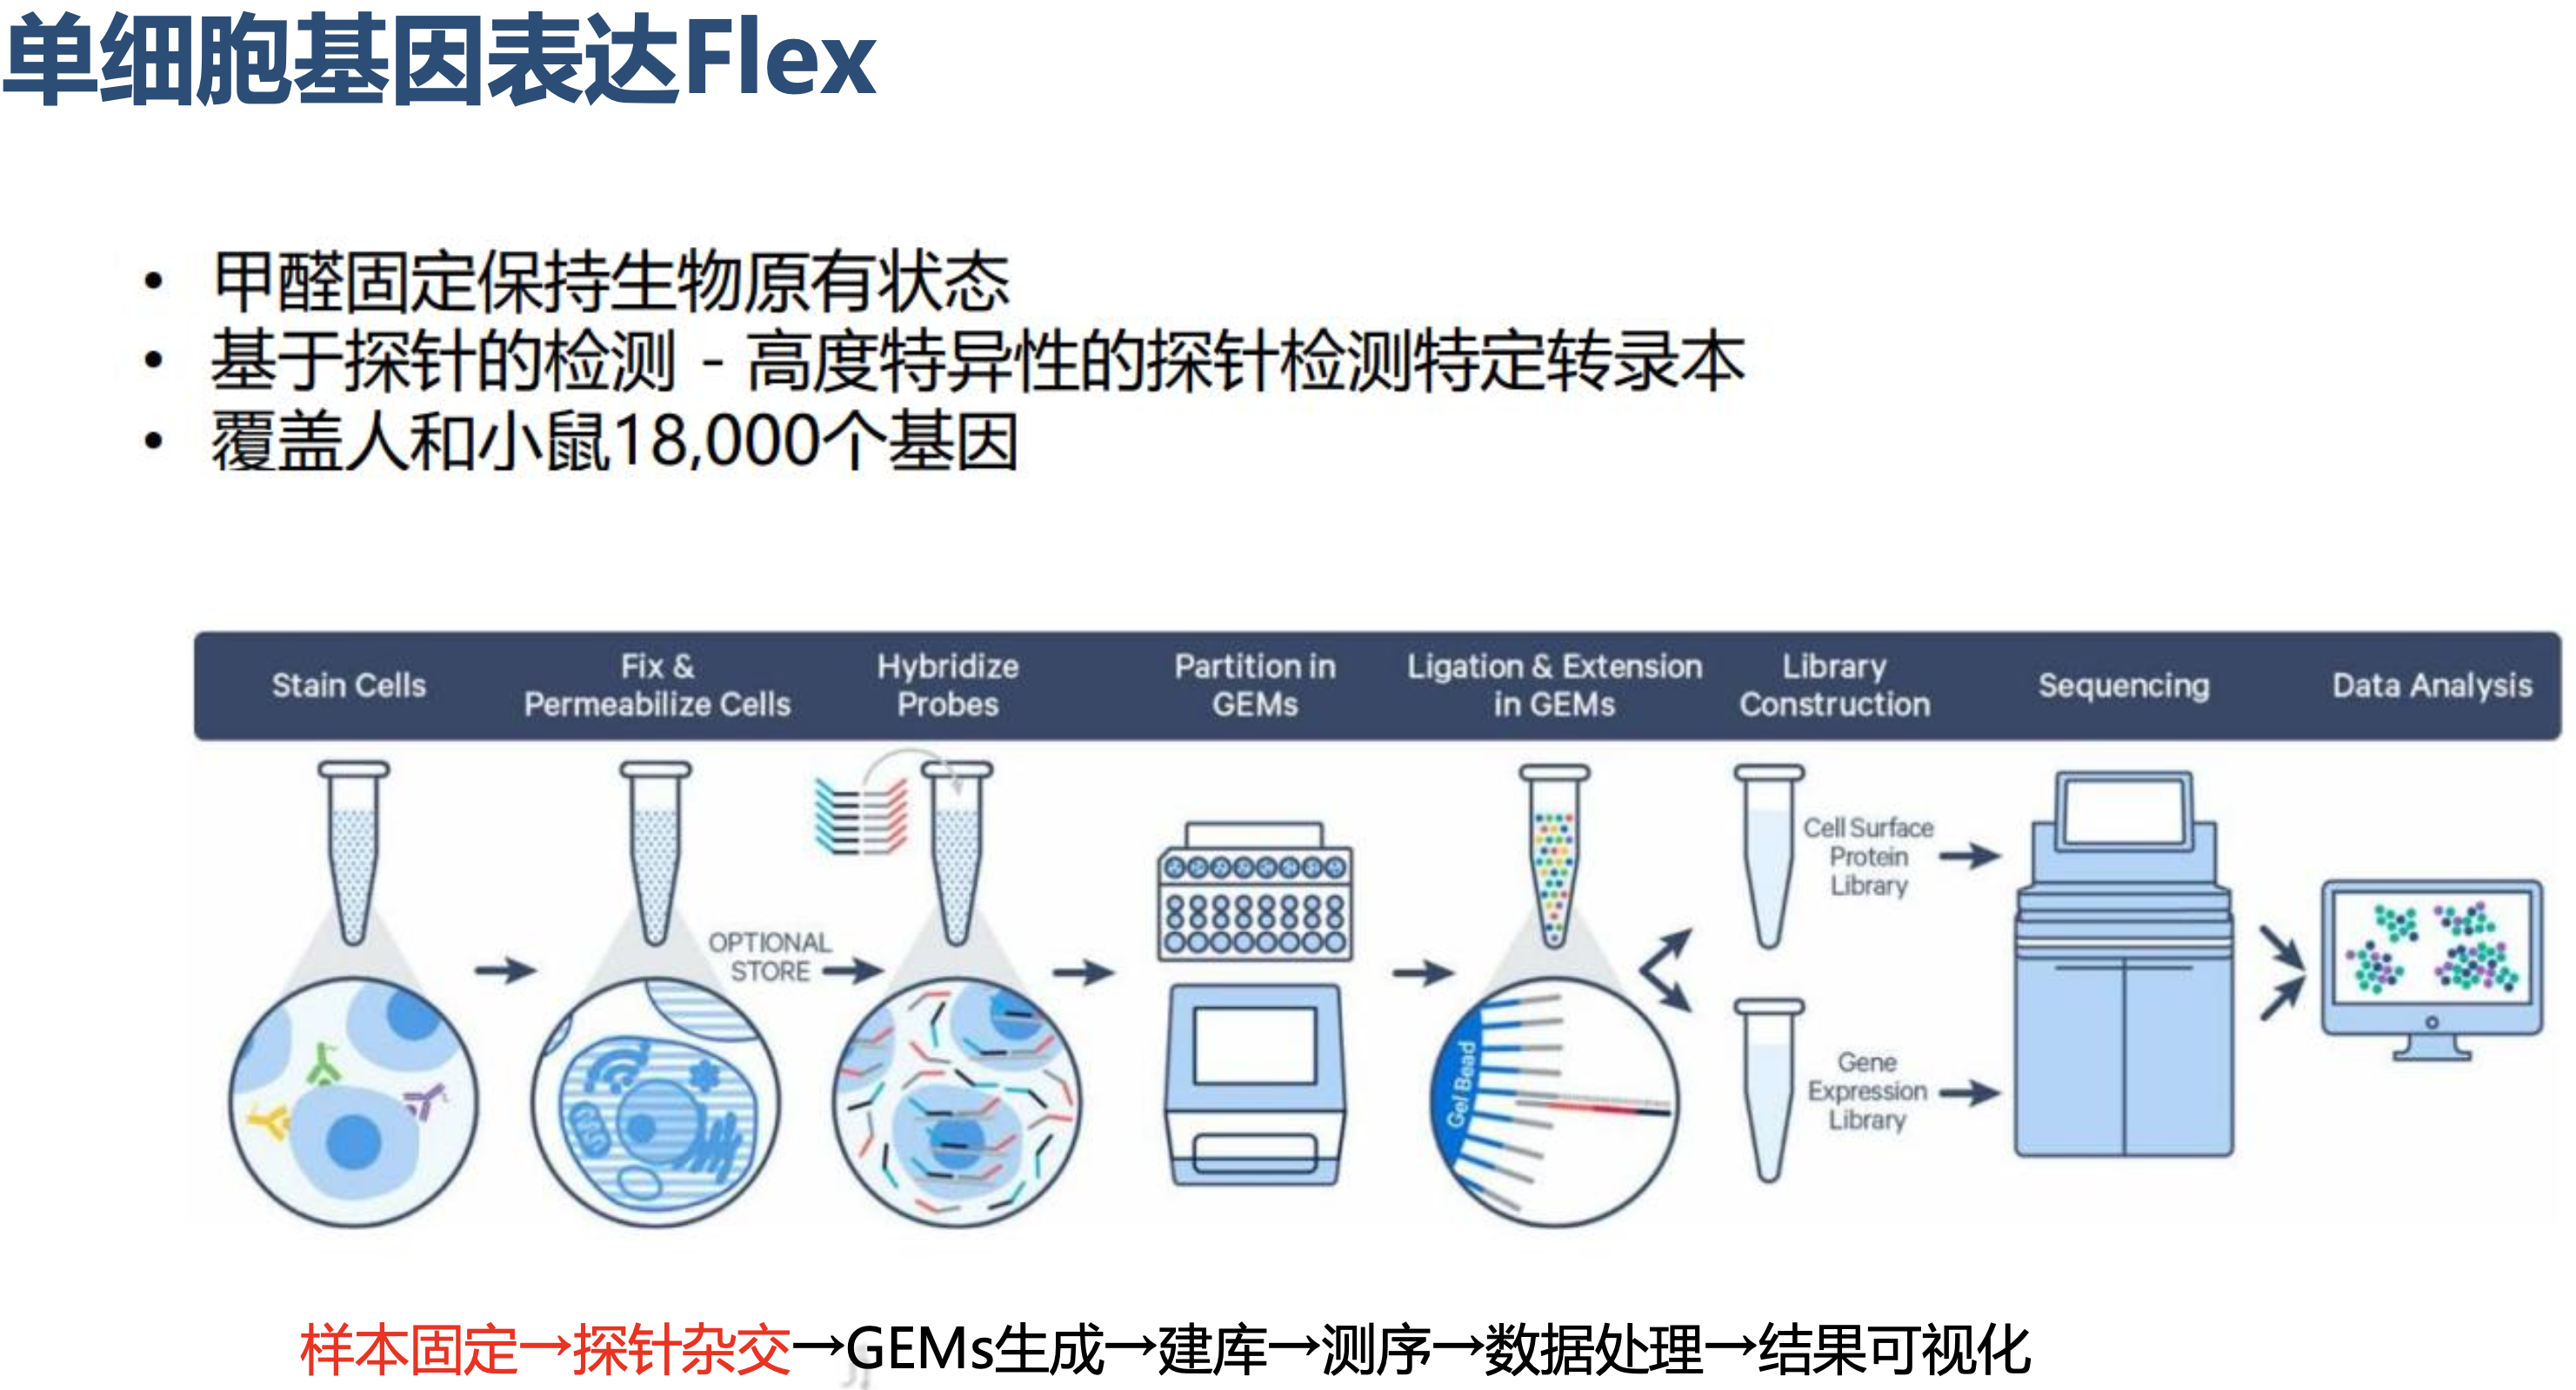 单细胞基因表达Flex
• 甲醛固定保持生物原有状态
• 基于探针的检测 - 高度特异性的探针检测特定转录本
• 覆盖人和小鼠18,000个基因
Stain Cells
Fix &
Permeabilize Cells
Hybridize
Probes
Partition in
GEMs
Ligation & Extension
in GEMs
Library
Construction
Sequencing
Data Analysis
OPTIONAL
STORE
Gel Bead
Cell Surface
Protein
Library
Gene
Expression
Library
样本固定→探针杂交→GEMs生成→建库→测序→数据处理→结果可视化